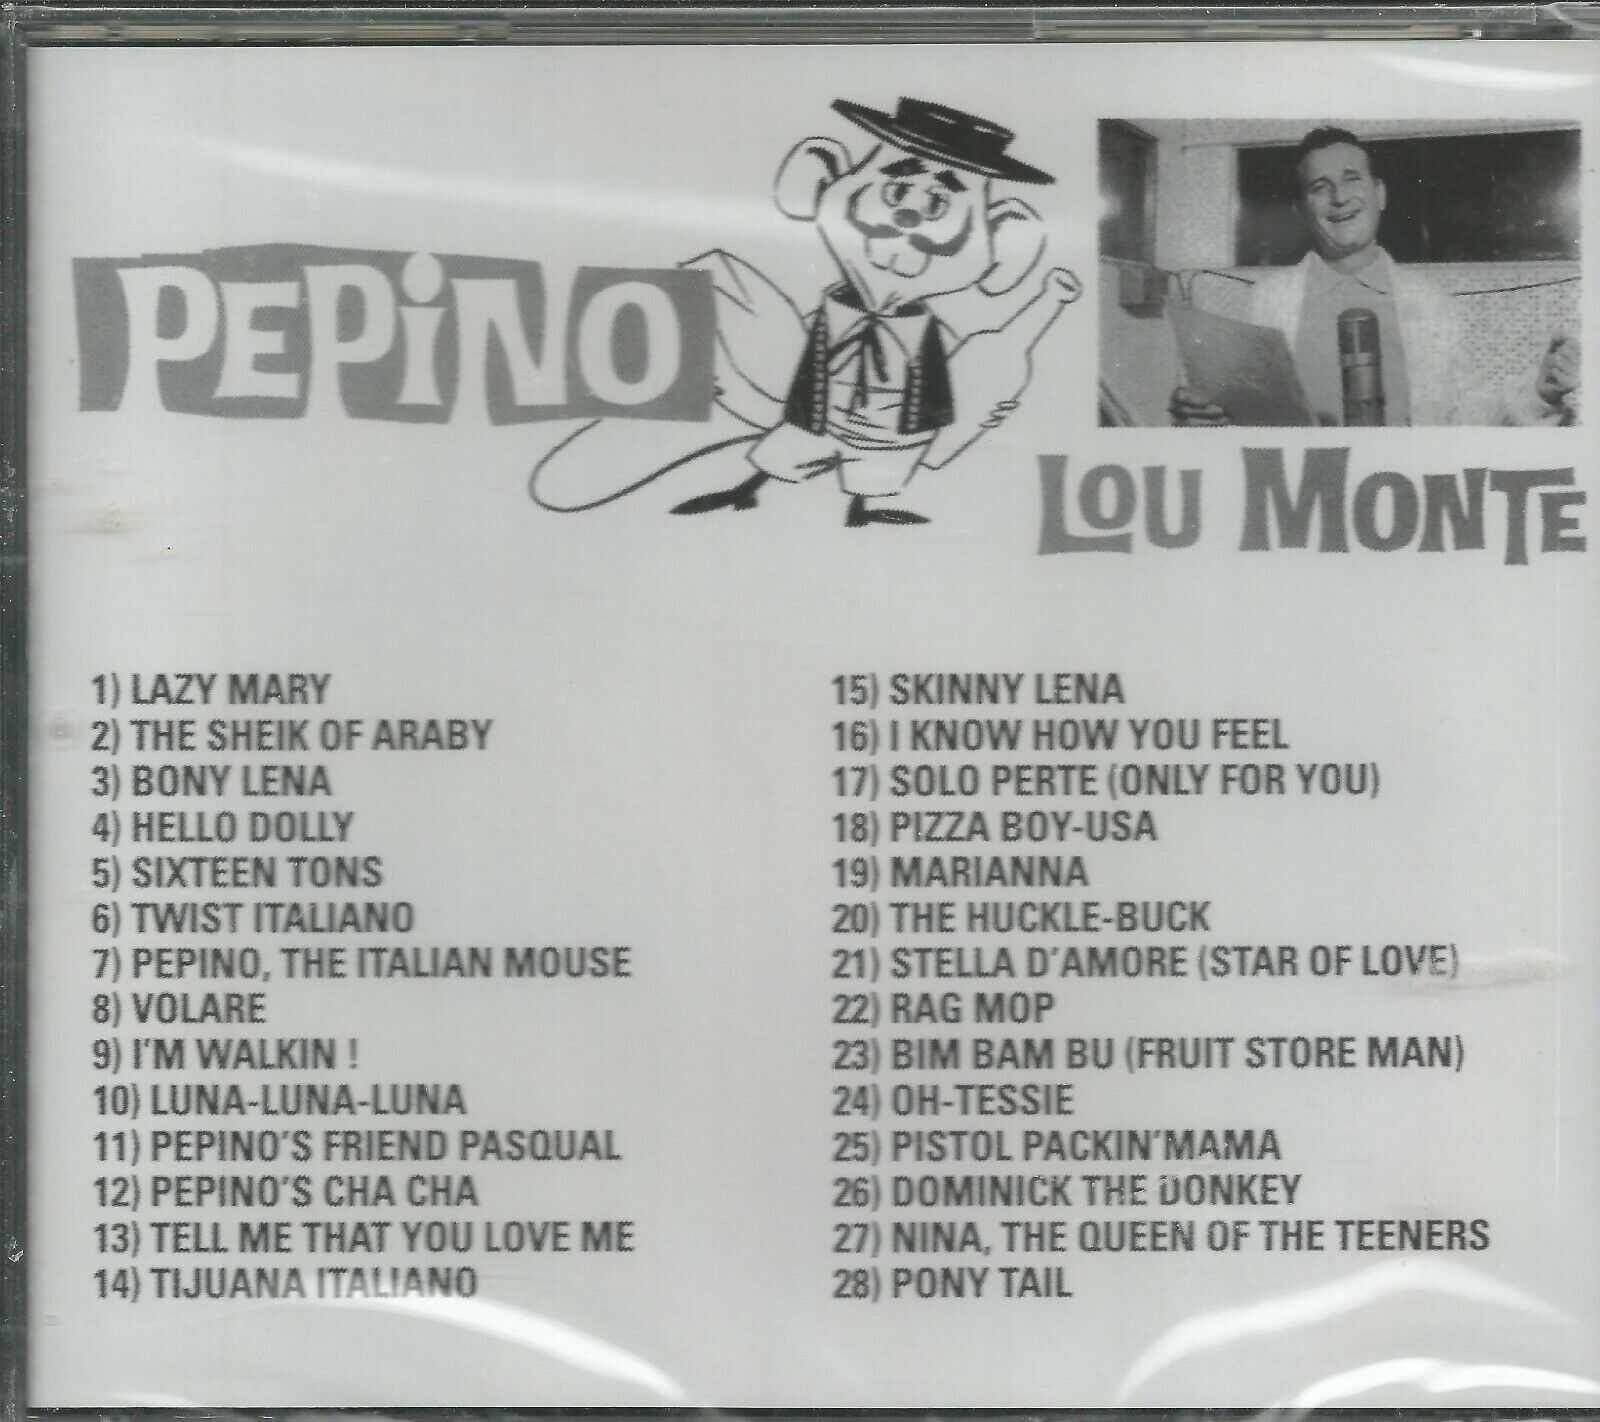 PEPiNO
LOU MONTE
1) LAZY MARY
2) THE SHEIK OF ARABY
3) BONY LENA
4) HELLO DOLLY
5) SIXTEEN TONS
6) TWIST ITALIANO
7) PEPINO, THE ITALIAN MOUSE
8) VOLARE
9) I'M WALKIN !
10) LUNA-LUNA-LUNA
11) PEPINO'S FRIEND PASQUAL
12) PEPINO'S CHA CHA
13) TELL ME THAT YOU LOVE ME
14) TIJUANA ITALIANO
15) SKINNY LENA
16) I KNOW HOW YOU FEEL
17) SOLO PERTE (ONLY FOR YOU)
18) PIZZA BOY-USA
19) MARIANNA
20) THE HUCKLE-BUCK
21) STELLA D'AMORE (STAR OF LOVE)
22) RAG MOP
23) BIM BAM BU (FRUIT STORE MAN)
24) OH-TESSIE
25) PISTOL PACKIN'MAMA
26) DOMINICK THE DONKEY
27) NINA, THE QUEEN OF THE TEENERS
28) PONY TAIL